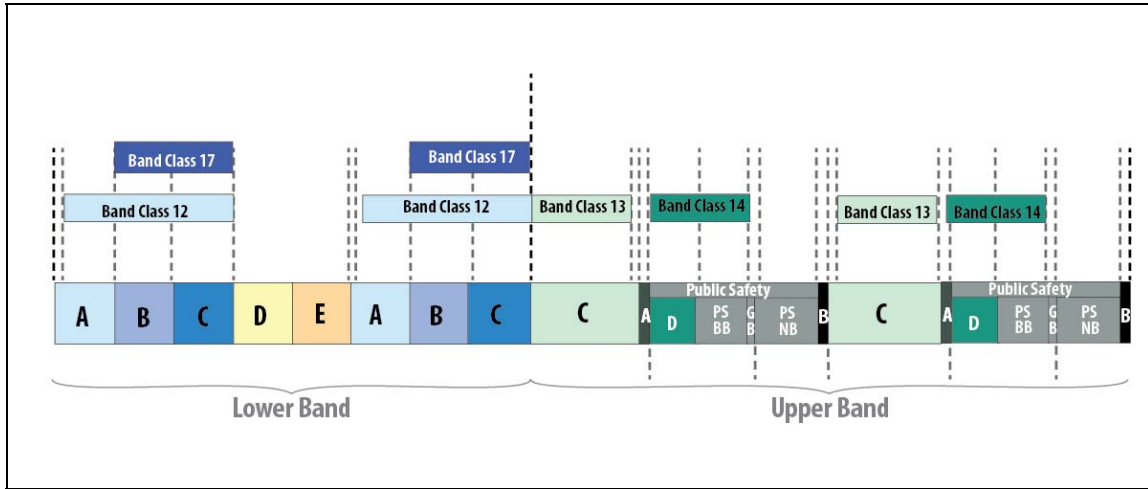 Band Class 17
Band Class 17
Band Class 12
Band Class 12
Band Class 13
Band Class 14
Band Class 13
Band Class 14
Public Safety
Public Safety
A B C D E A B C C A D PS BB G B PS NB B C A D PS BB G B PS NB B
Lower Band
Upper Band